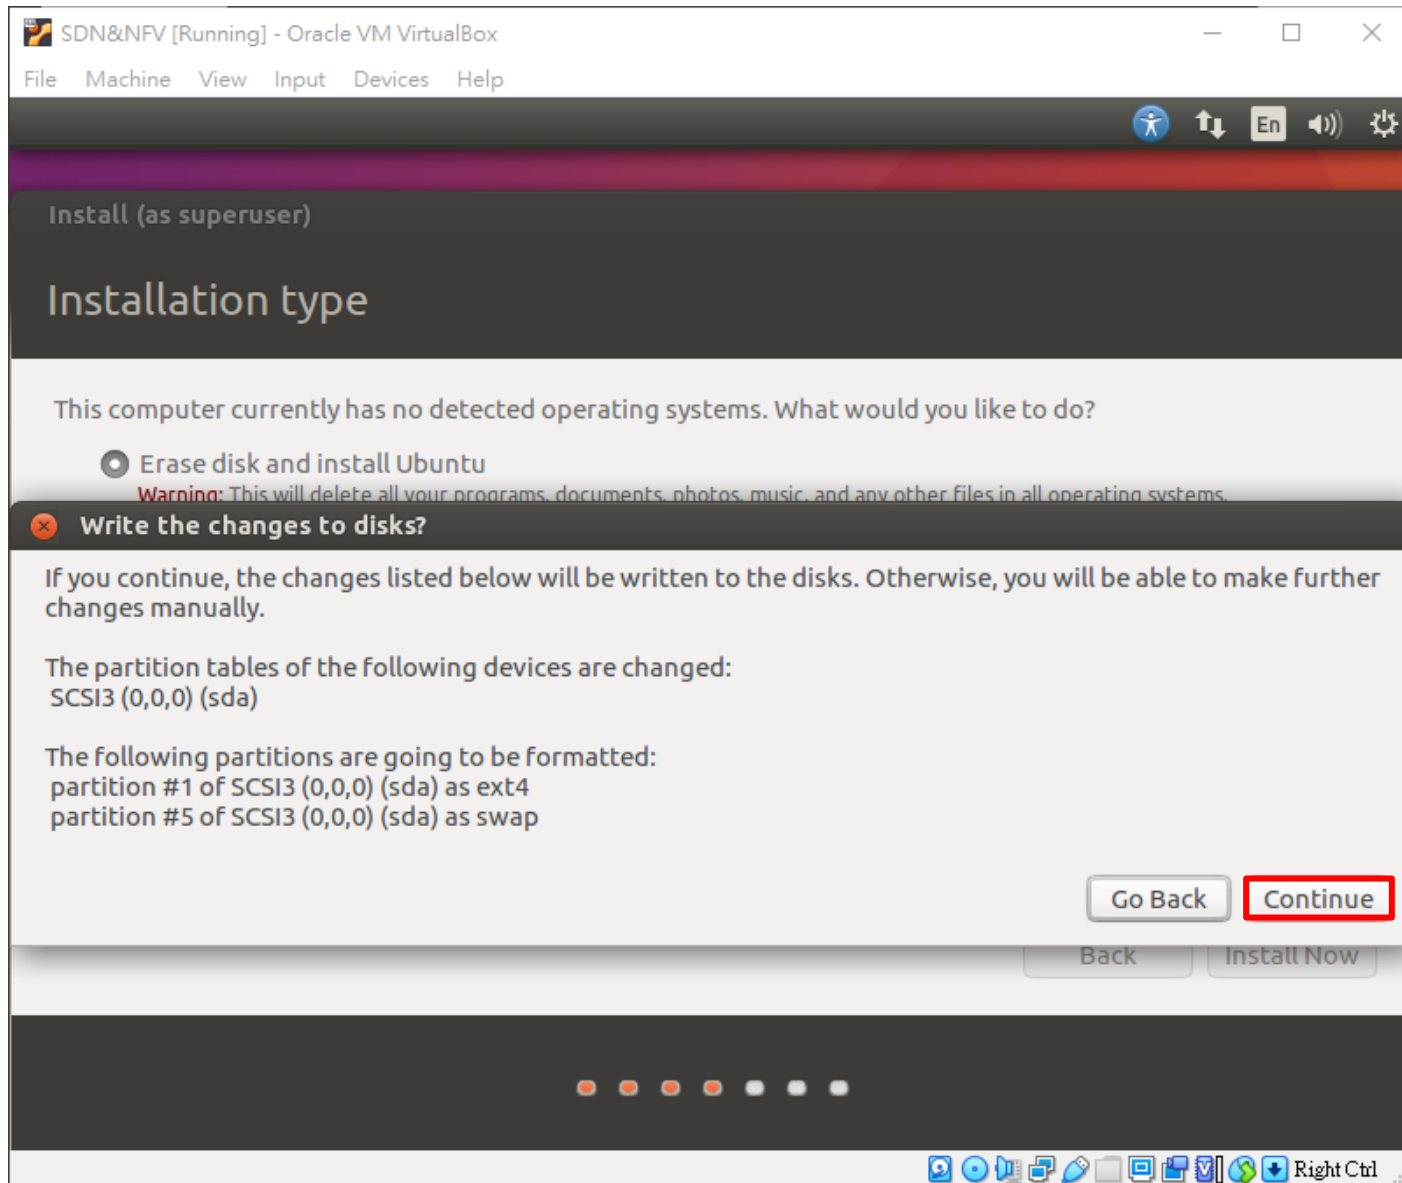 SDN&NFV [Running] - Oracle VM VirtualBox
File Machine View Input Devices Help
En
Install (as superuser)
Installation type
This computer currently has no detected operating systems. What would you like to do?
Erase disk and install Ubuntu
Warning: This will delete all your programs, documents, photos, music, and any other files in all operating systems.
Write the changes to disks?
If you continue, the changes listed below will be written to the disks. Otherwise, you will be able to make further
changes manually.
The partition tables of the following devices are changed:
SCSI3 (0,0,0) (sda)
The following partitions are going to be formatted:
partition #1 of SCSI3 (0,0,0) (sda) as ext4
partition #5 of SCSI3 (0,0,0) (sda) as swap
Go Back Continue
Back Install Now
Right Ctrl